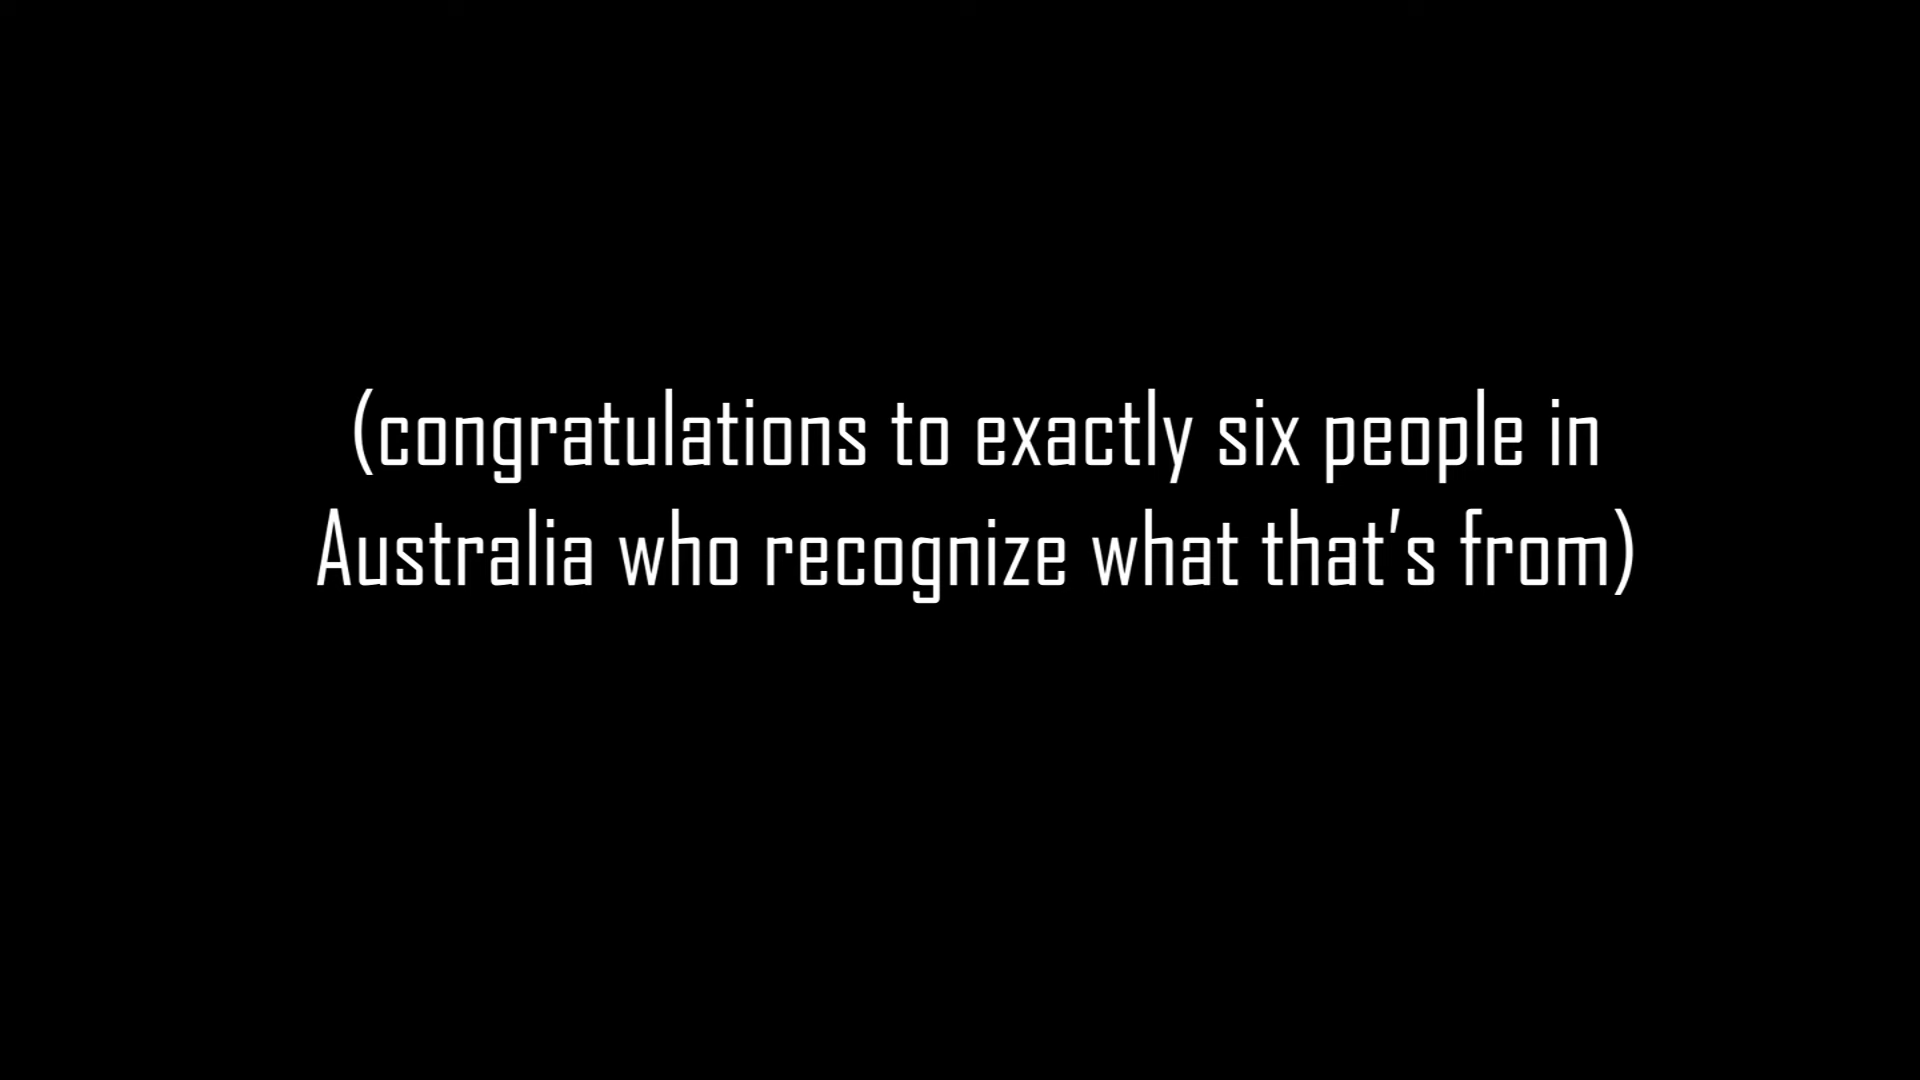 (congratulations to exactly six people in
Australia who recognize what that's from)